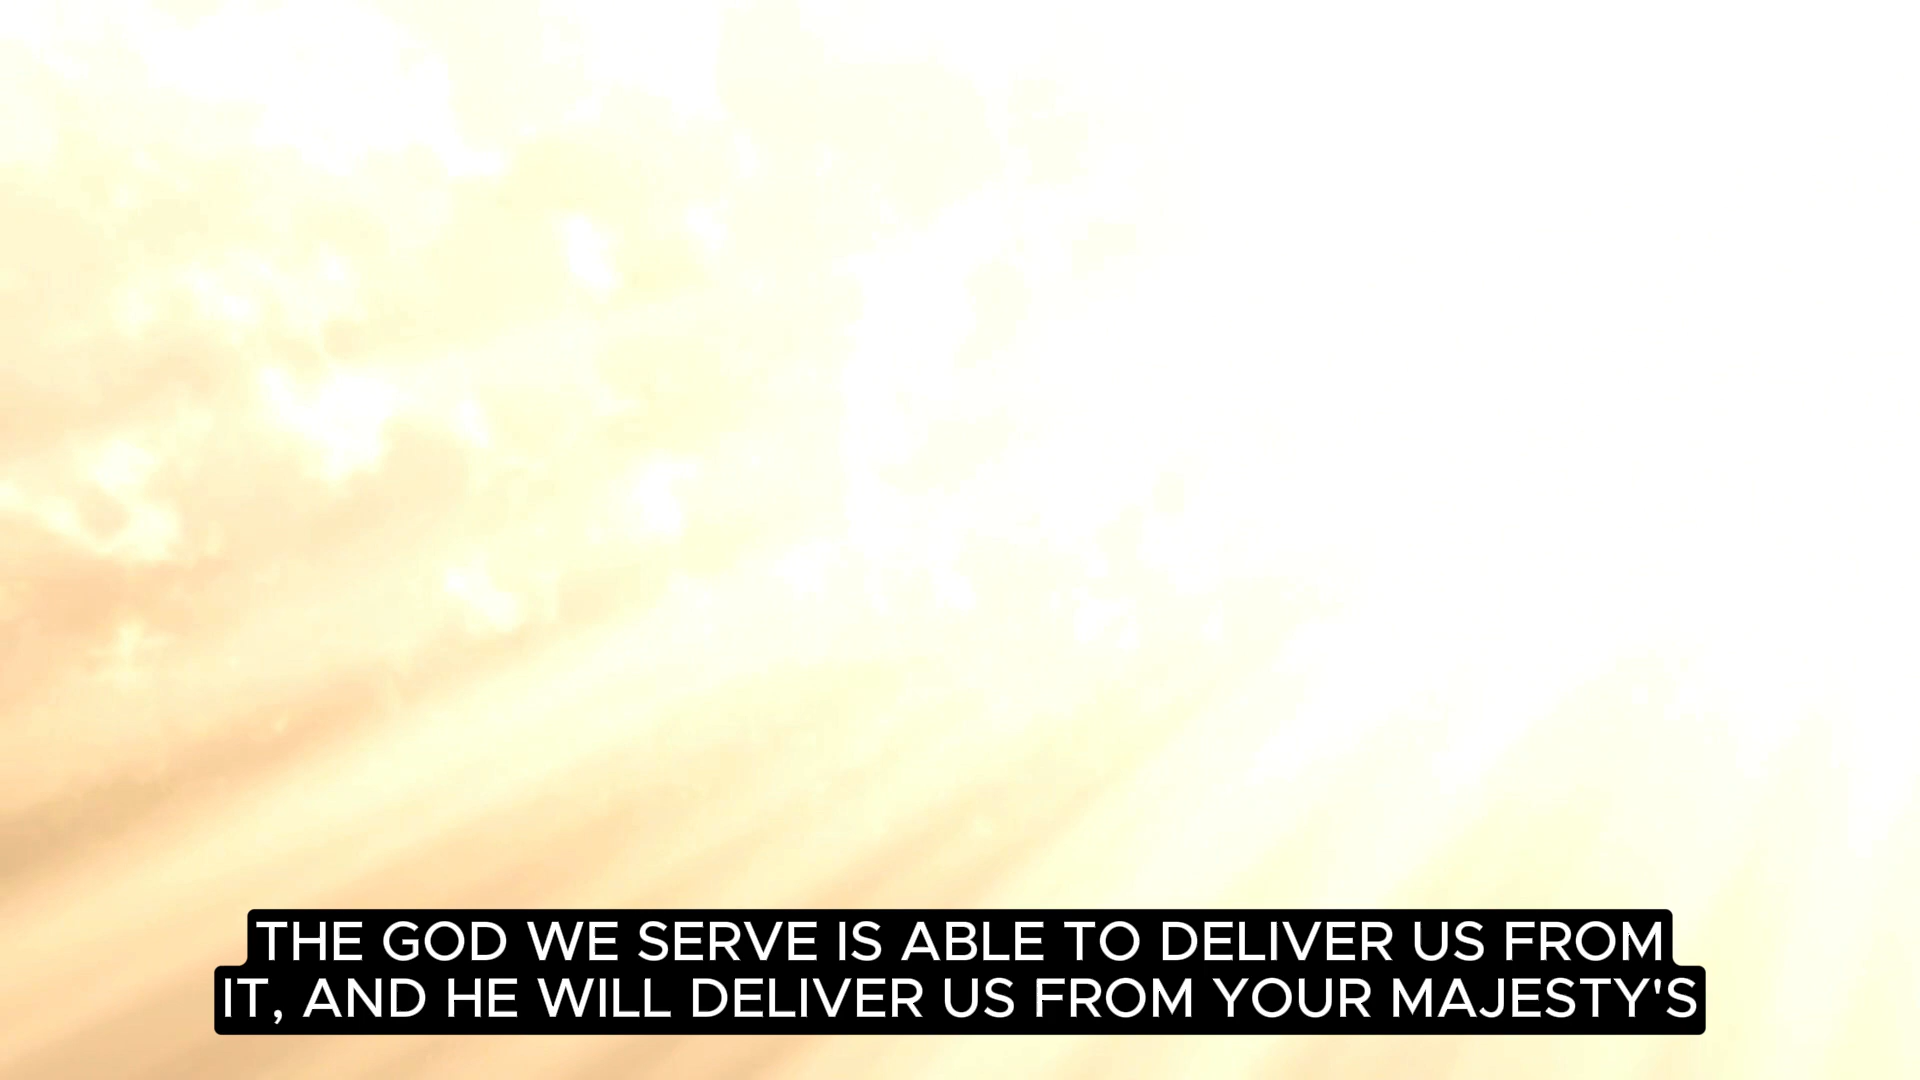 THE GOD WE SERVE IS ABLE TO DELIVER US FROM
IT, AND HE WILL DELIVER US FROM YOUR MAJESTY'S